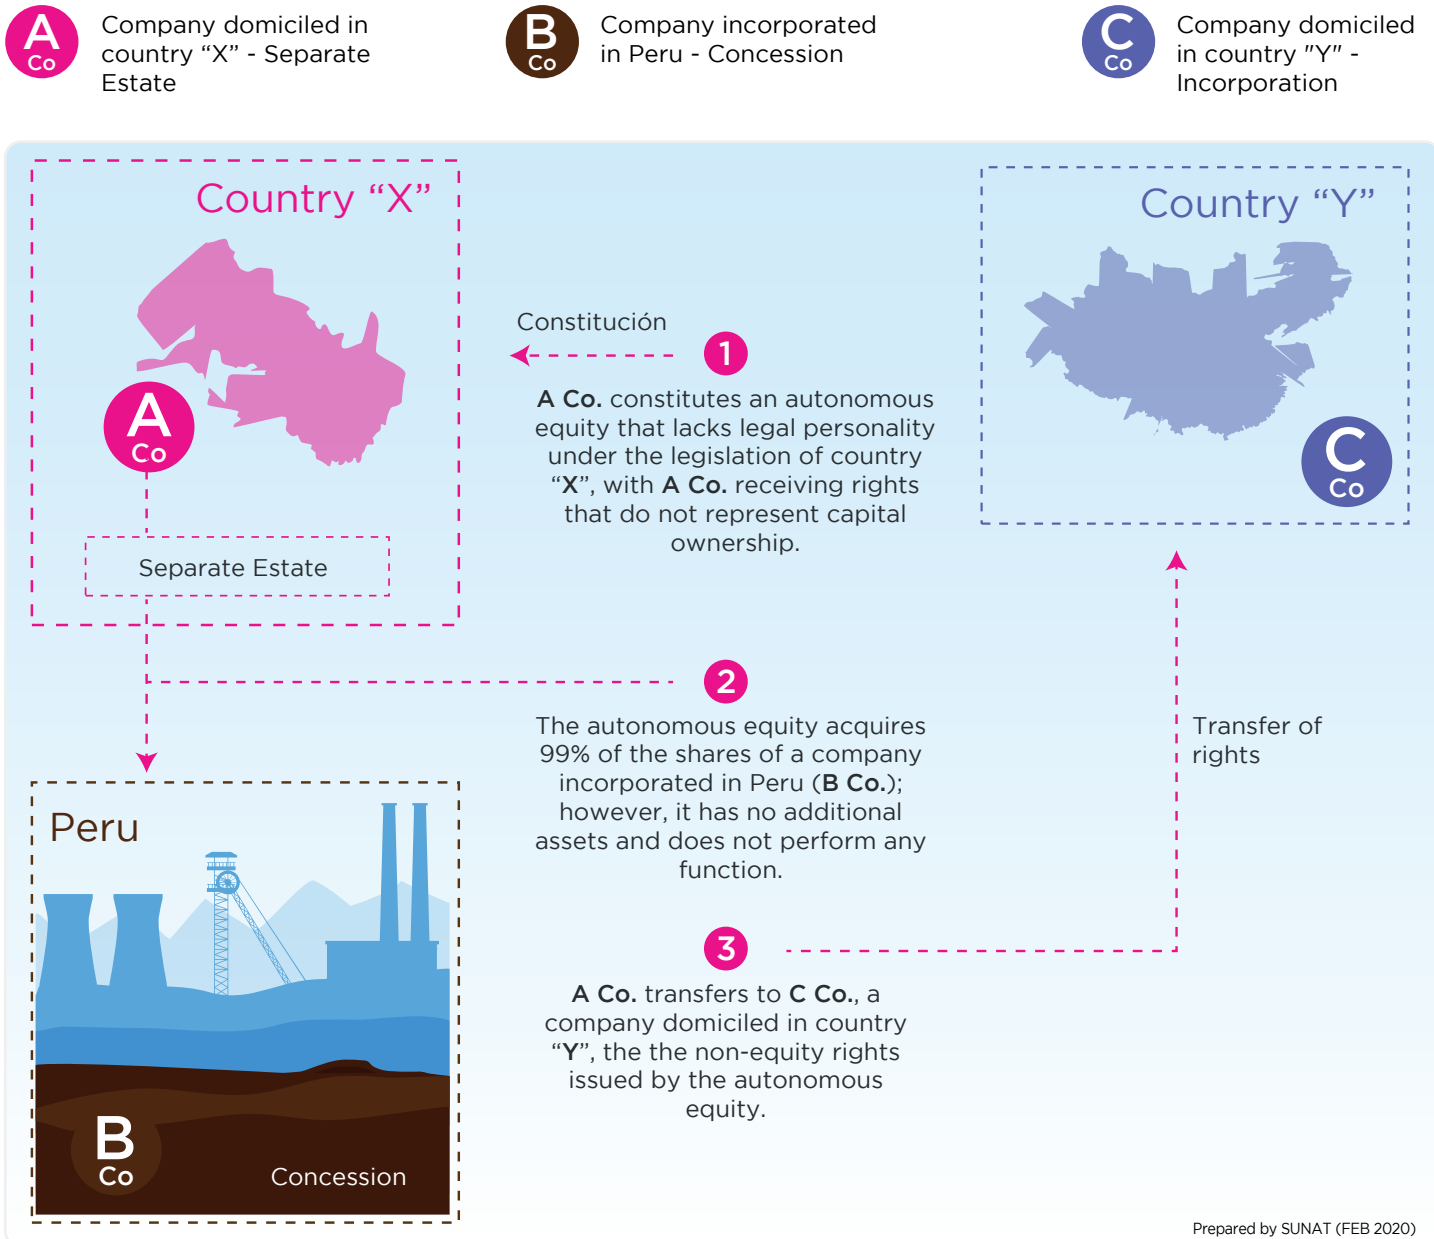 A
Co
Company domiciled in
country “X” - Separate
Estate
B
Co
Company incorporated
in Peru - Concession
C
Co
Company domiciled
in country "Y" -
Incorporation
Country “X”
A
Co
Separate Estate
Country “Y”
C
Co
Constitución
1
A Co. constitutes an autonomous
equity that lacks legal personality
under the legislation of country
“X”, with A Co. receiving rights
that do not represent capital
ownership.
2
The autonomous equity acquires
99% of the shares of a company
incorporated in Peru (B Co.);
however, it has no additional
assets and does not perform any
function.
Transfer of
rights
3
A Co. transfers to C Co., a
company domiciled in country
“Y”, the the non-equity rights
issued by the autonomous
equity.
Peru
B
Co
Concession
Prepared by SUNAT (FEB 2020)